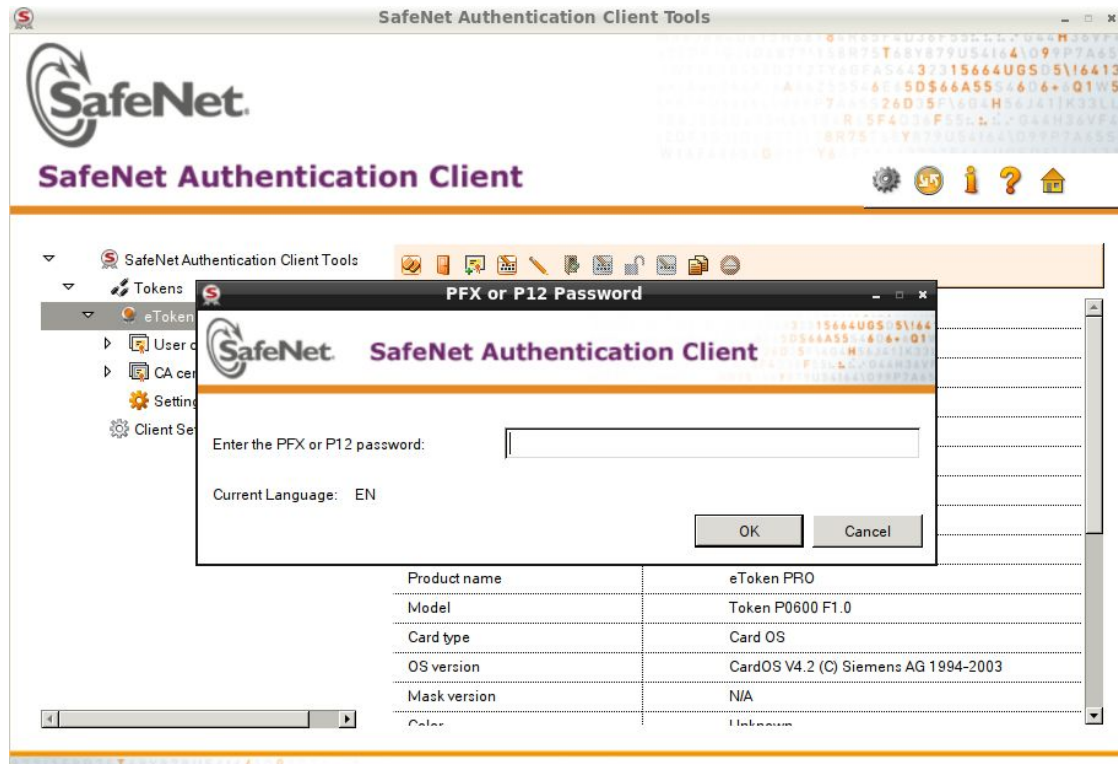 SafeNet Authentication Client Tools
SafeNet.
SafeNet Authentication Client
SafeNet Authentication Client Tools
Tokens
eToken
User c
CA cer
Setting
Client Se
PFX or P12 Password
SafeNet.
SafeNet Authentication Client
Enter the PFX or P12 password:
Current Language: EN
OK
Cancel
Product name eToken PRO
Model Token P0600 F1.0
Card type Card OS
OS version CardOS V4.2 (C) Siemens AG 1994-2003
Mask version N/A
Color Unknown